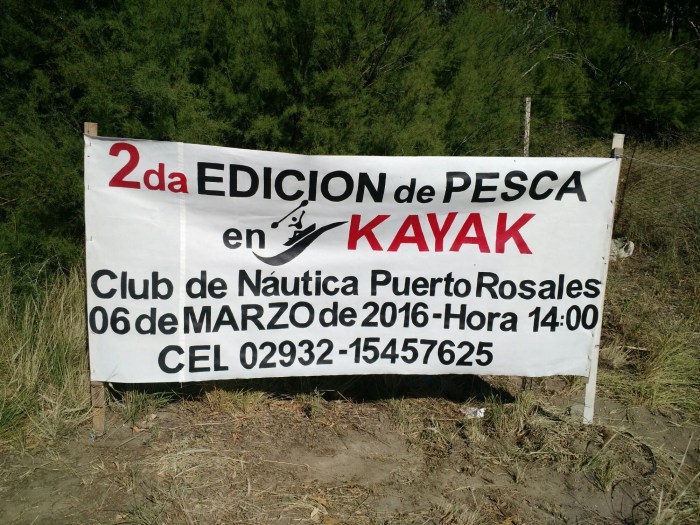 2da EDICION de PESCA
en KAYAK
Club de Náutica Puerto Rosales
06 de MARZO de 2016-Hora 14:00
CEL 02932-15457625